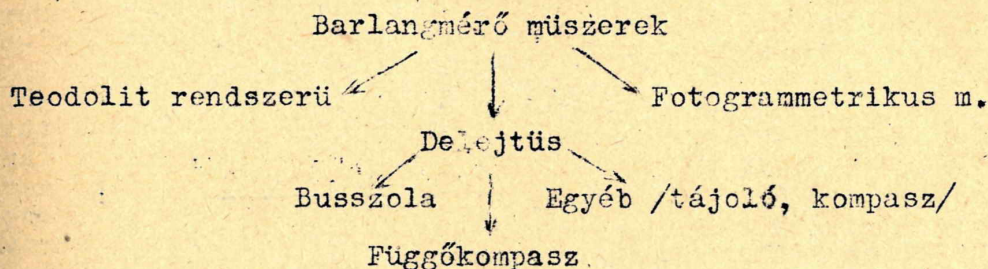 Barlangmérő müszerek
Teodolit rendszerü Fotogrammetrikus m.
Delejtüs
Busszola Egyéb /tájoló, kompasz/
Függőkompasz